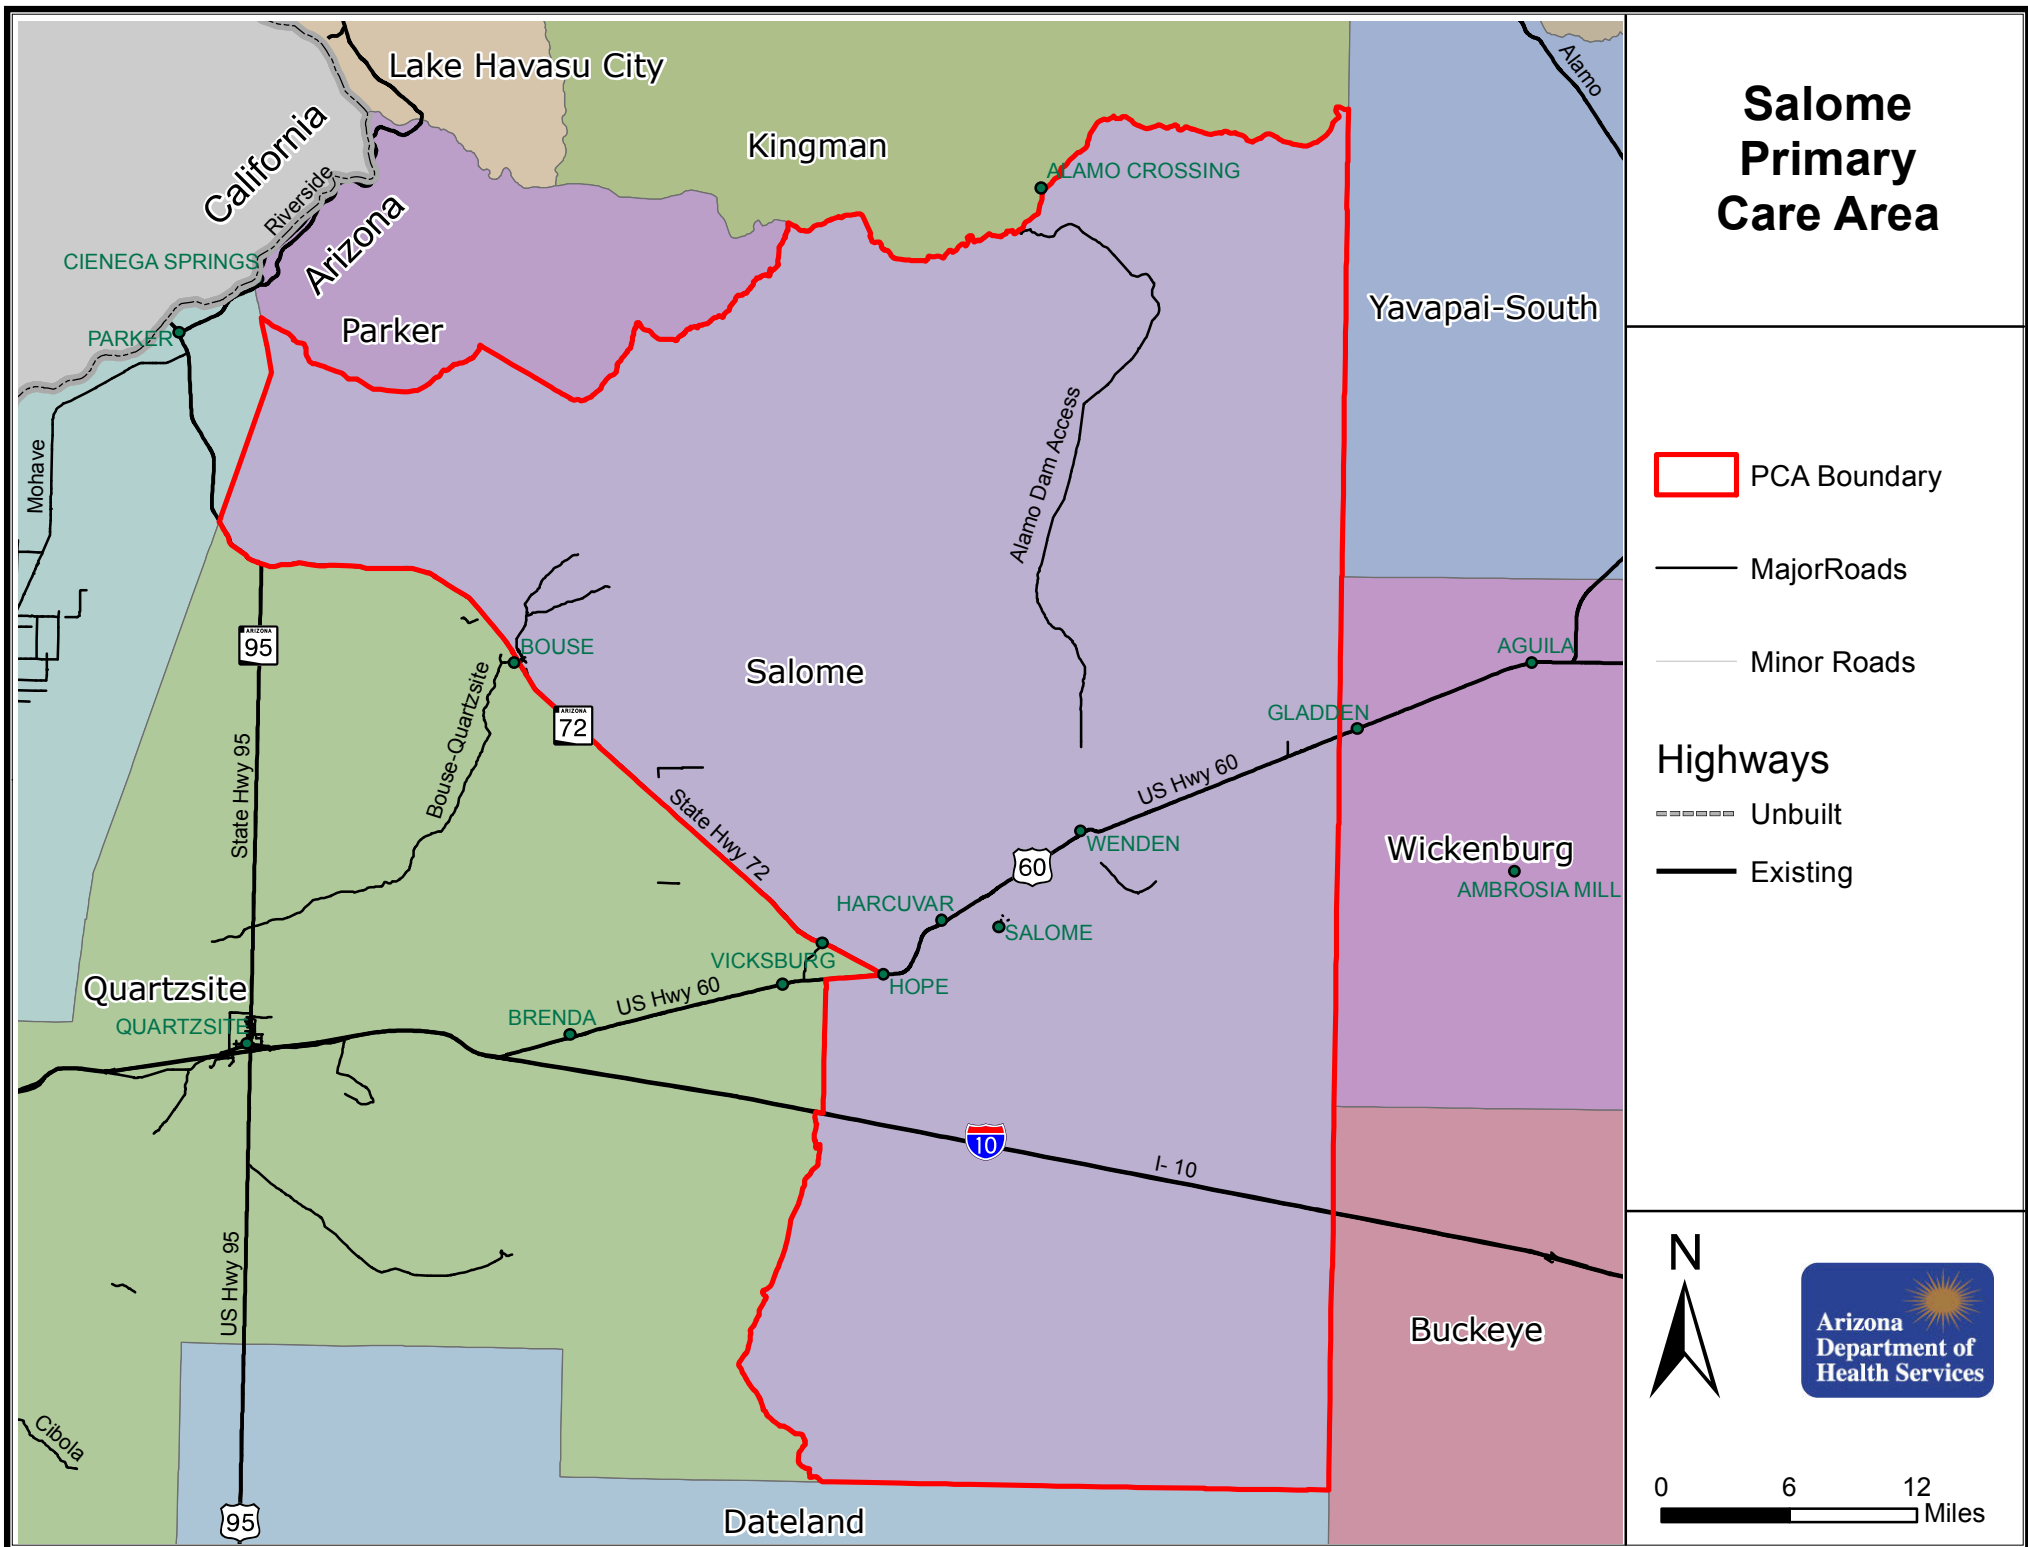 Salome
Primary
Care Area
Lake Havasu City
Kingman
California
Riverside
Arizona
Alamo
ALAMO CROSSING
CIENEGA SPRINGS
PARKER
Parker
Yavapai-South
Mohave
Alamo Dam Access
PCA Boundary
MajorRoads
Minor Roads
Highways
Unbuilt
Existing
ARIZONA
95
BOUSE
Salome
AGUILA
ARIZONA
72
GLADDEN
Bouse-Quartzsite
State Hwy 95
State Hwy 72
US Hwy 60
WENDEN
60
Wickenburg
AMBROSIA MILL
HARCUVAR
SALOME
VICKSBURG
HOPE
Quartzsite
QUARTZSITE
BRENDA
US Hwy 60
10
I- 10
US Hwy 95
Buckeye
Cibola
95
Dateland
N
Arizona
Department of
Health Services
0 6 12
Miles